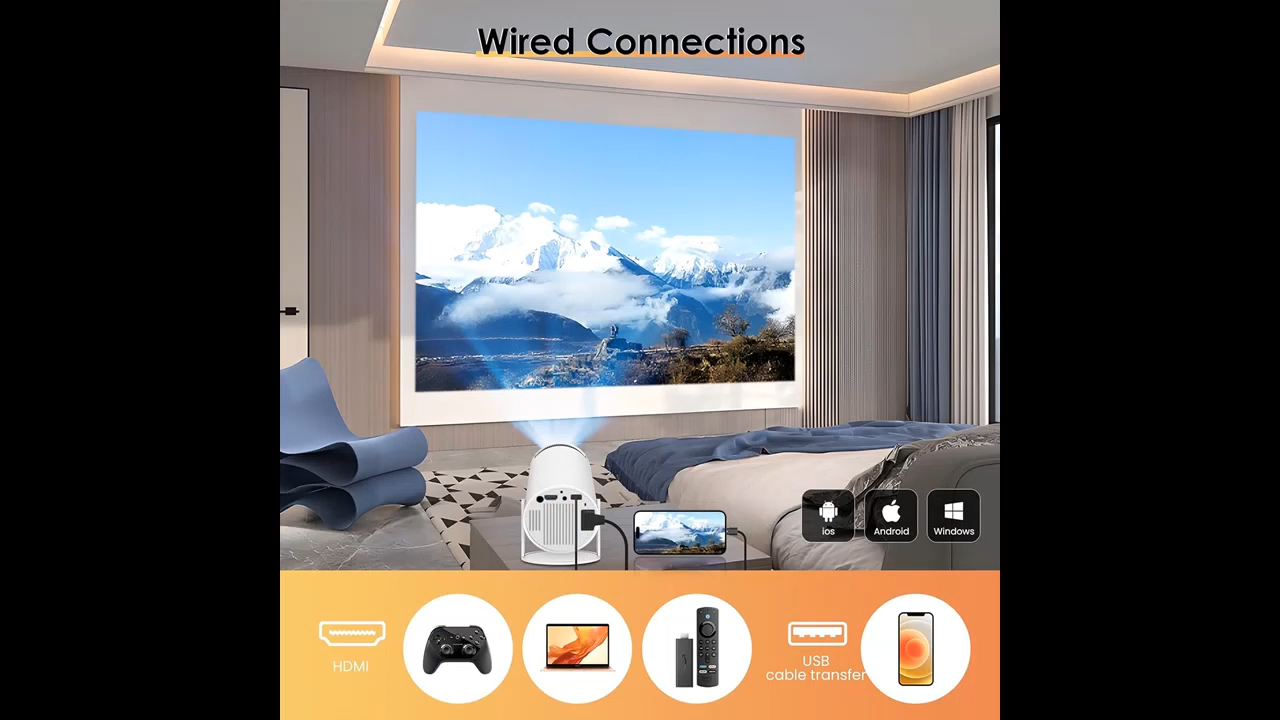 Wired Connections
ios
Android
Windows
HDMI
USB
cable transfer